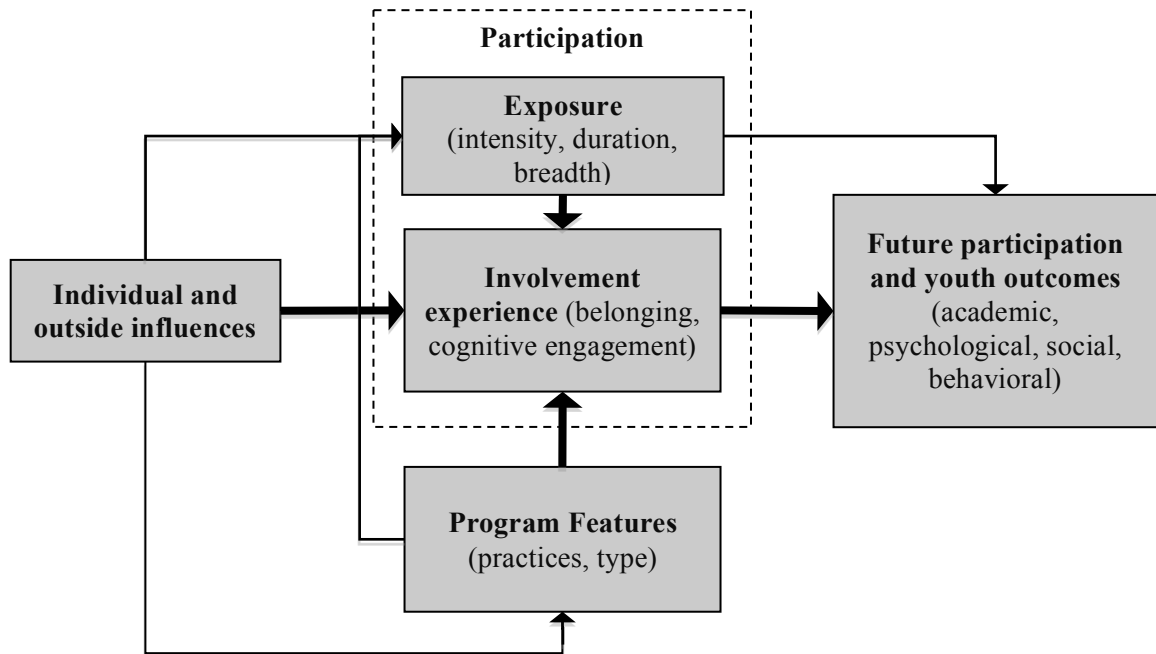 Participation
Exposure
(intensity, duration,
breadth)
Individual and
outside influences
Involvement
experience (belonging,
cognitive engagement)
Future participation
and youth outcomes
(academic,
psychological, social,
behavioral)
Program Features
(practices, type)